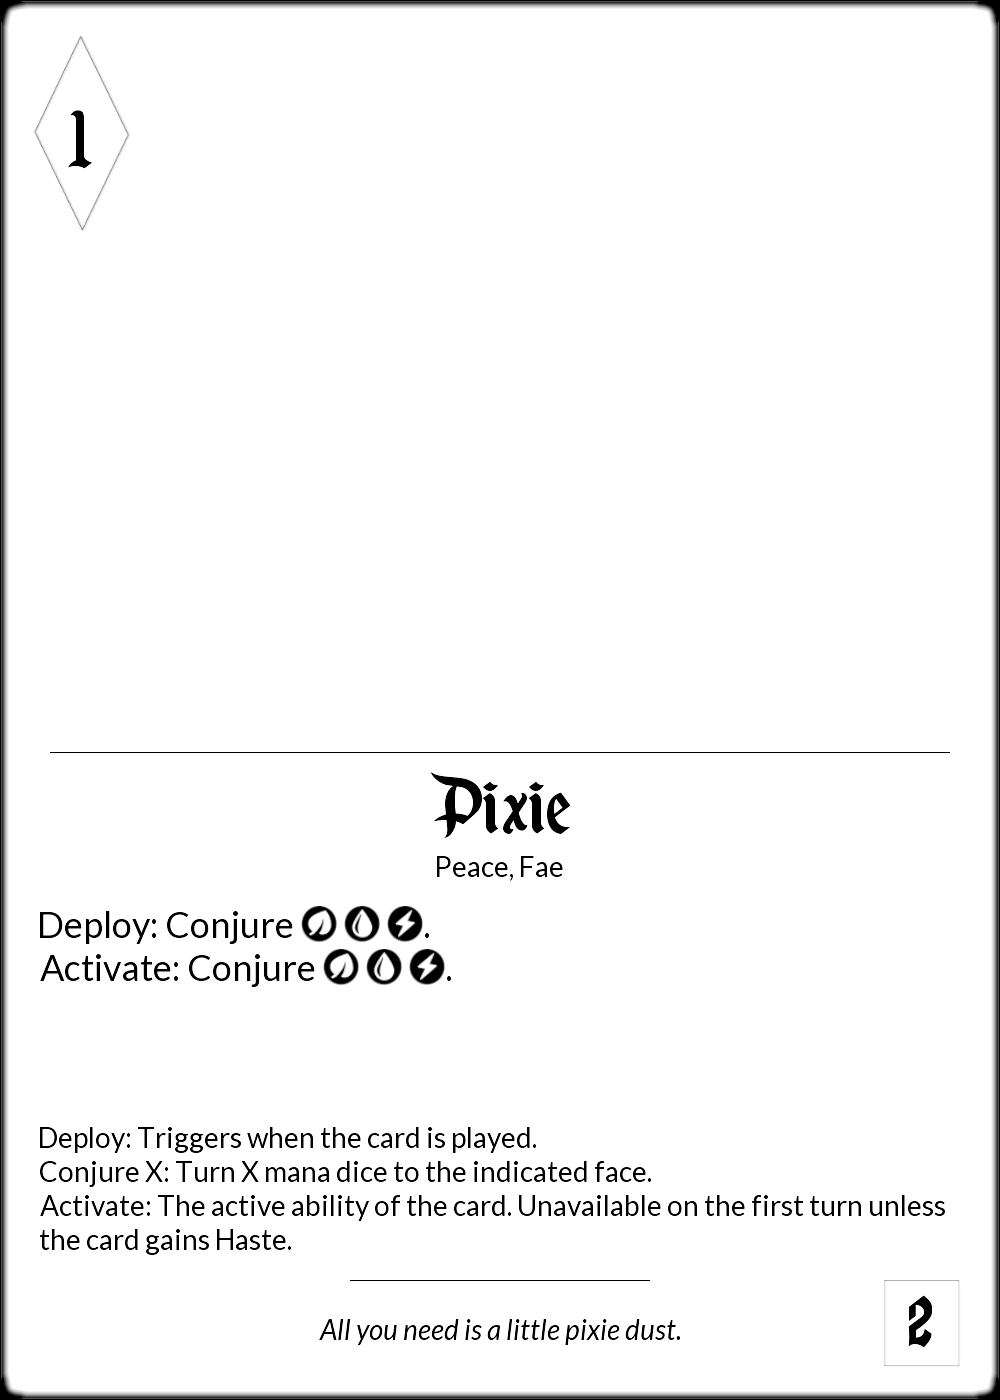 1
Pixie
Peace, Fae
Deploy: Conjure .
Activate: Conjure .
Deploy: Triggers when the card is played.
Conjure X: Turn X mana dice to the indicated face.
Activate: The active ability of the card. Unavailable on the first turn unless
the card gains Haste.
All you need is a little pixie dust.
2